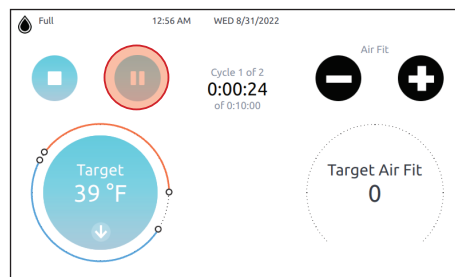 Full 12:56 AM WED 8/31/2022
Air Fit
Cycle 1 of 2
0:00:24
of 0:10:00
Target
39 °F
Target Air Fit
0